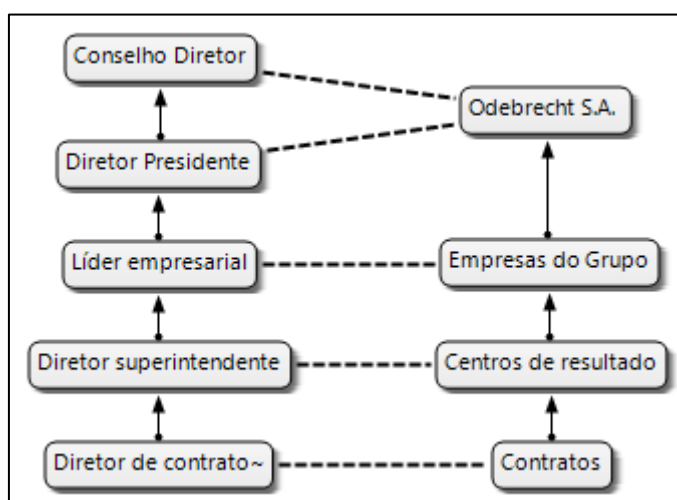 Conselho Diretor
Odebrecht S.A.
Diretor Presidente
Líder empresarial
Empresas do Grupo
Diretor superintendente
Centros de resultado
Diretor de contrato~
Contratos